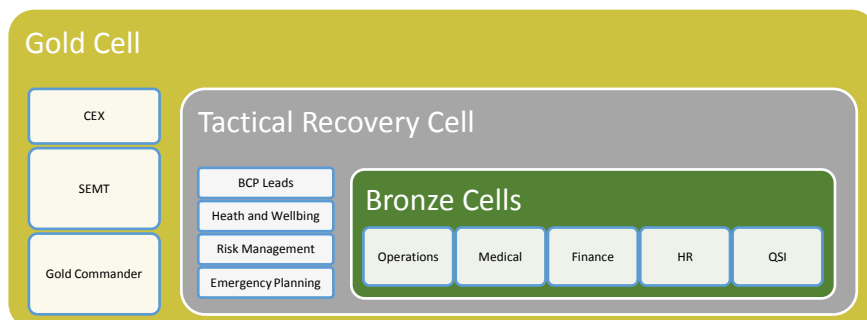 Gold Cell
CEX
SEMT
Gold Commander
Tactical Recovery Cell
BCP Leads
Heath and Wellbing
Risk Management
Emergency Planning
Bronze Cells
Operations
Medical
Finance
HR
QSI